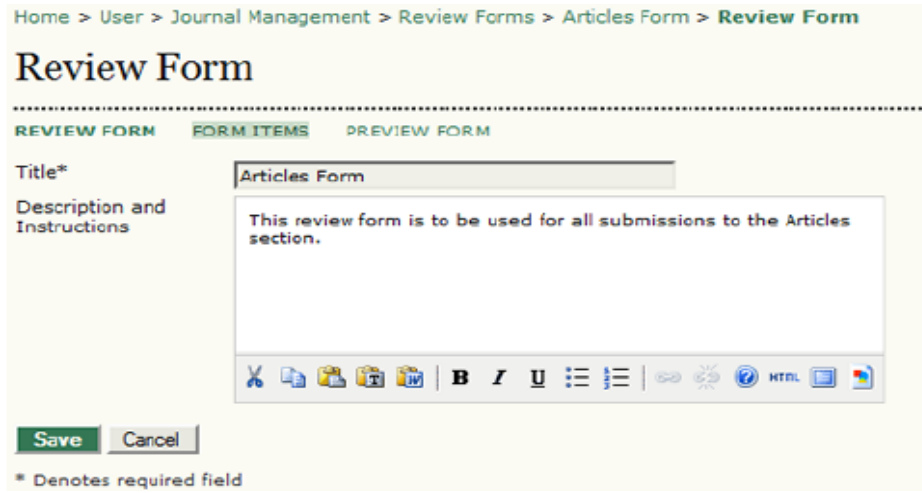 Home > User > Journal Management > Review Forms > Articles Form > Review Form
Review Form
REVIEW FORM FORM ITEMS PREVIEW FORM
Title* Articles Form
Description and Instructions
This review form is to be used for all submissions to the Articles
section.
B I U HTML
Save Cancel
* Denotes required field